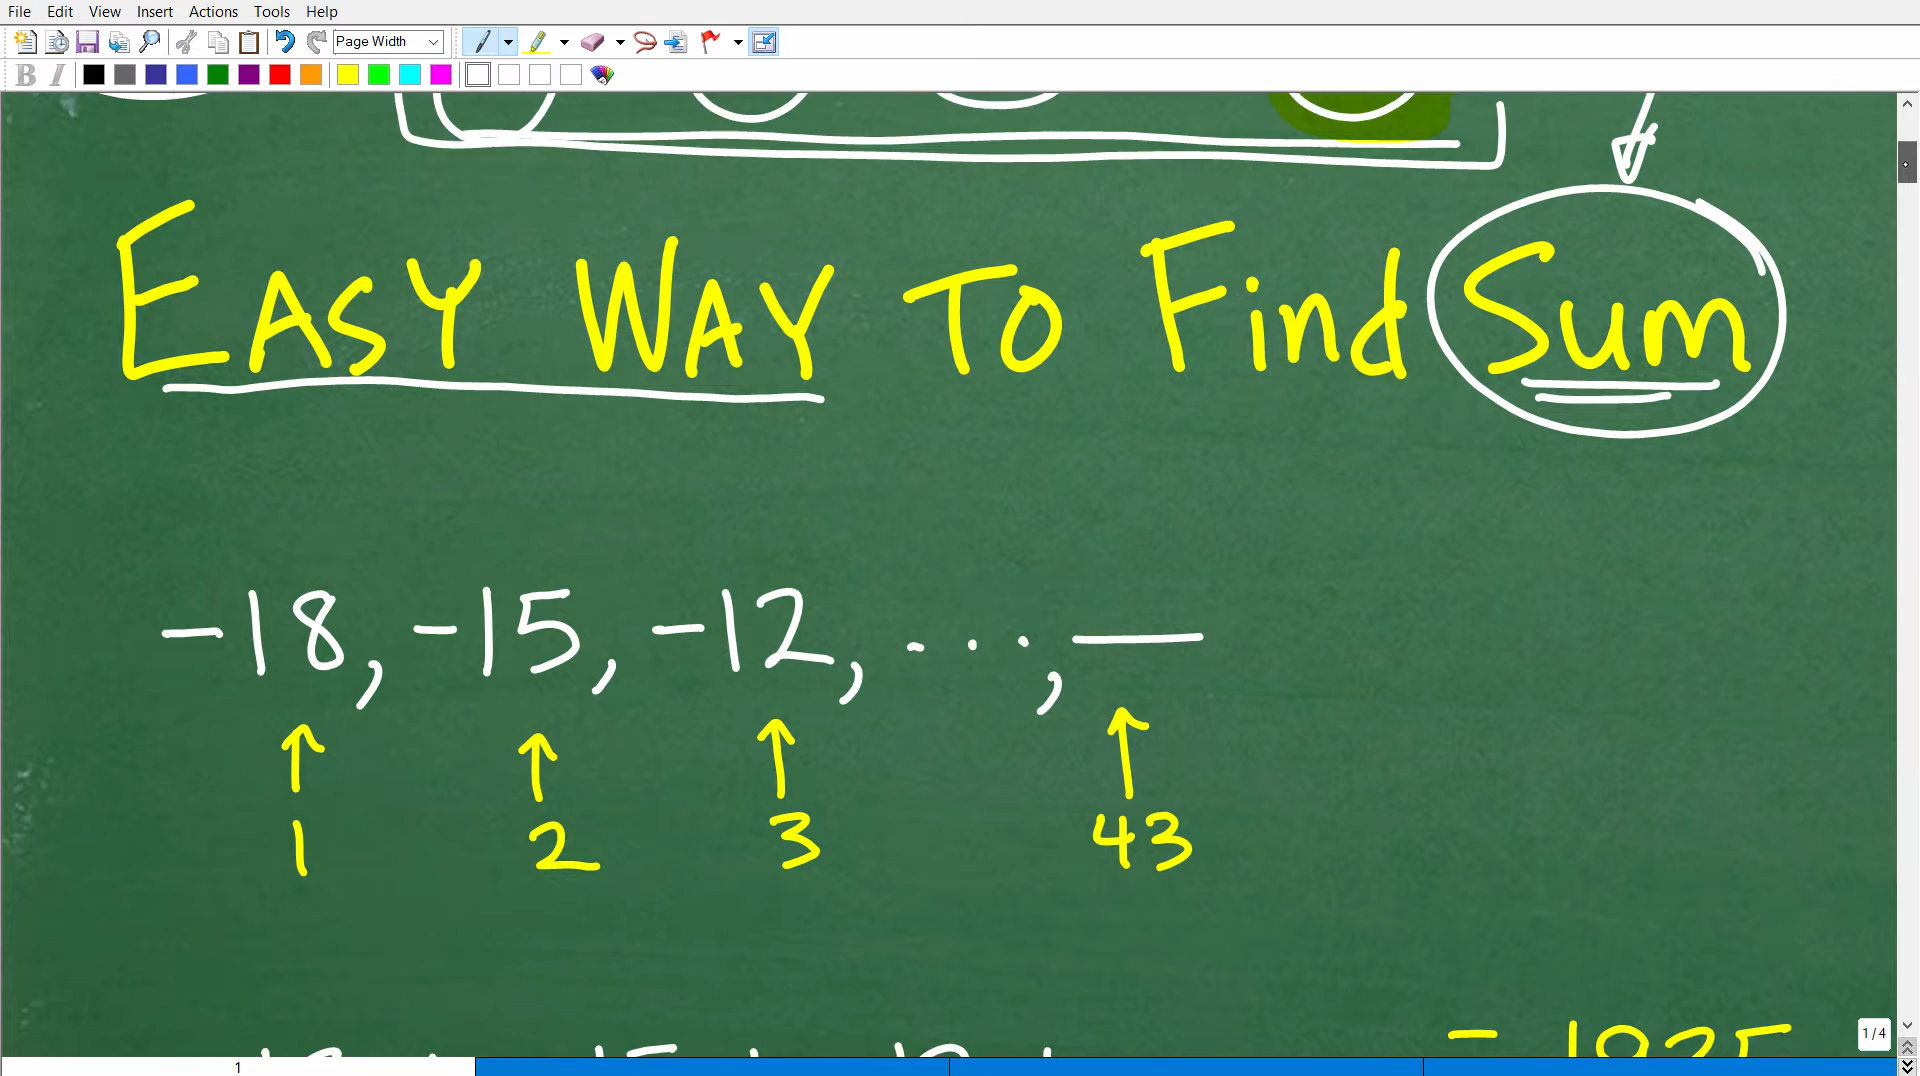 File Edit View Insert Actions Tools Help
Page Width
B I
EASY WAY TO Find Sum
-18, -15, -12, ..., __
1 2 3 43
1 / 4
1